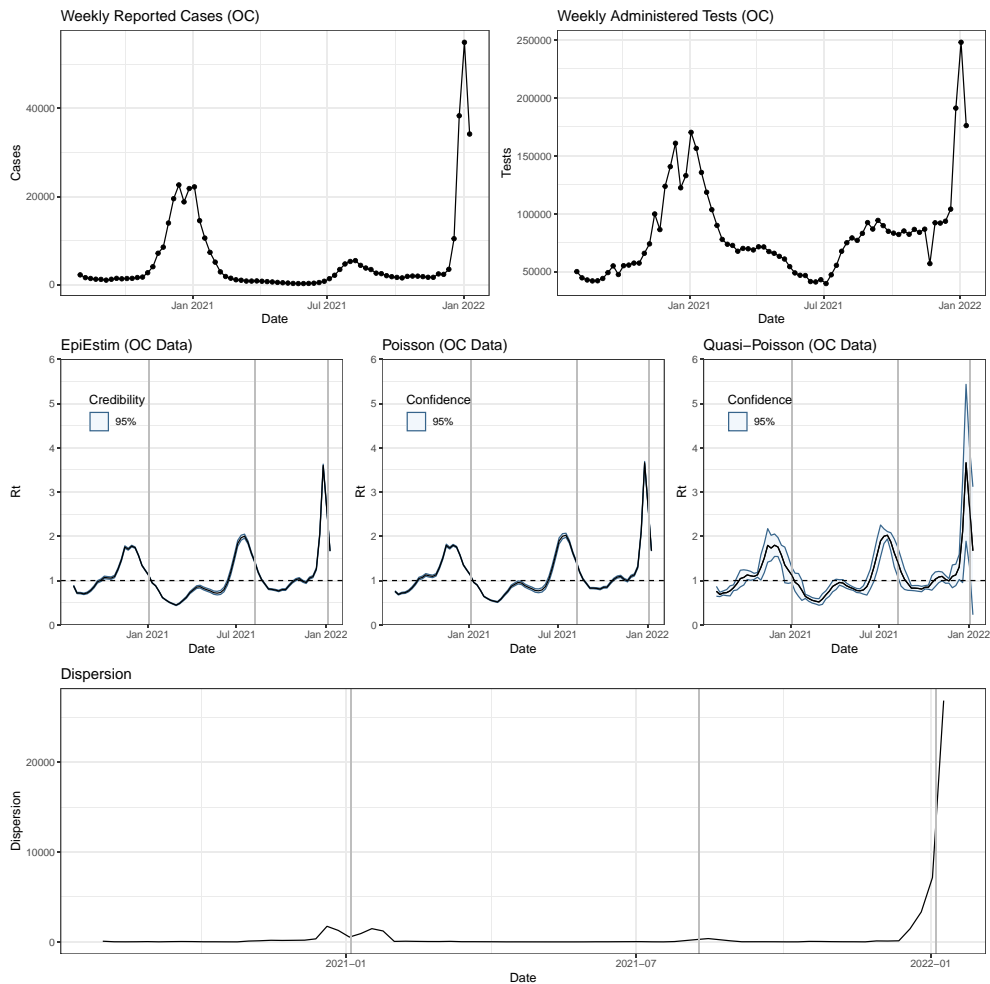 Weekly Reported Cases (OC)
Weekly Administered Tests (OC)
Cases
40000
20000
0
Jan 2021
Jul 2021
Jan 2022
Date
Tests
250000
200000
150000
100000
50000
Jan 2021
Jul 2021
Jan 2022
Date
EpiEstim (OC Data)
Rt
6
5
4
3
2
1
0
Credibility
95%
Jan 2021
Jul 2021
Jan 2022
Date
Poisson (OC Data)
Rt
6
5
4
3
2
1
0
Confidence
95%
Jan 2021
Jul 2021
Jan 2022
Date
Quasi−Poisson (OC Data)
Rt
6
5
4
3
2
1
0
Confidence
95%
Jan 2021
Jul 2021
Jan 2022
Date
Dispersion
Dispersion
20000
10000
0
2021−01
2021−07
2022−01
Date